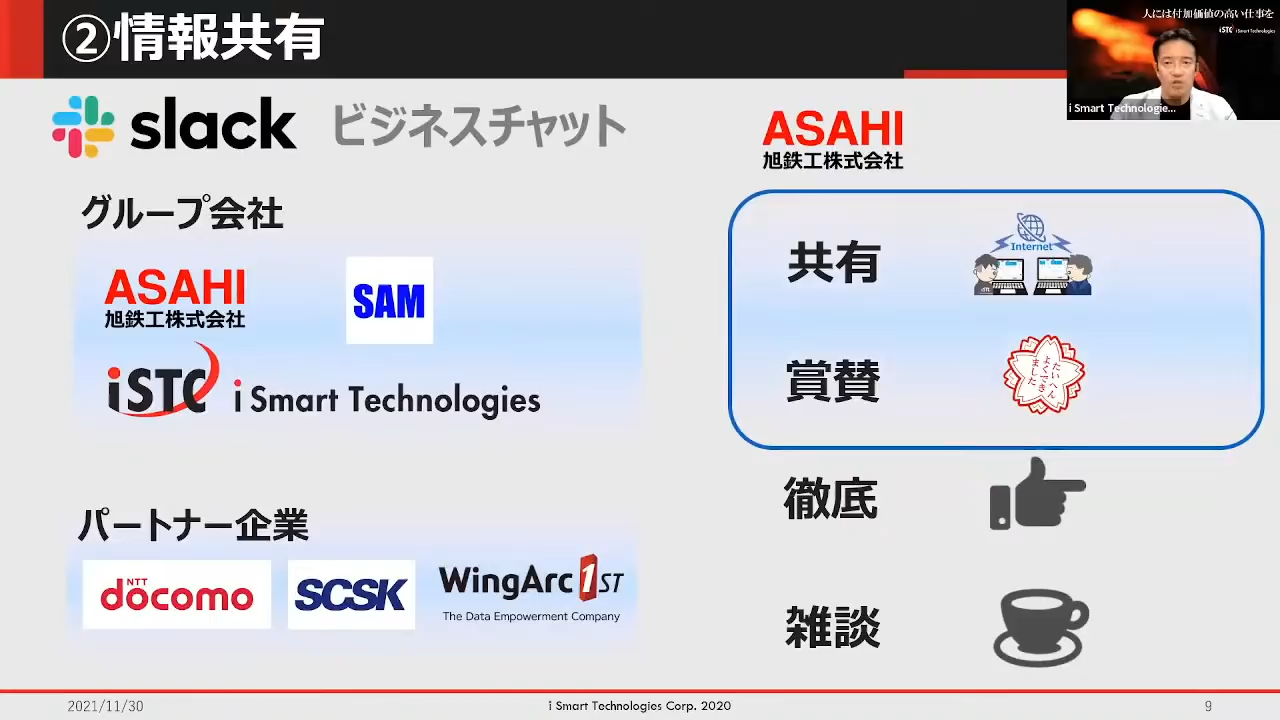 ②情報共有
人には付加価値の高い仕事を
iSTC i Smart Technologies
i Smart Technologie...
slack ビジネスチャット
ASAHI
旭鉄工株式会社
グループ会社
ASAHI
旭鉄工株式会社
SAM
iSTC i Smart Technologies
パートナー企業
NTT
döcomo
SCSK
WingArc 1ST
The Data Empowerment Company
共有
Internet
賞賛
たいへん
よくでき
ました
徹底
雑談
2021/11/30
i Smart Technologies Corp. 2020
9